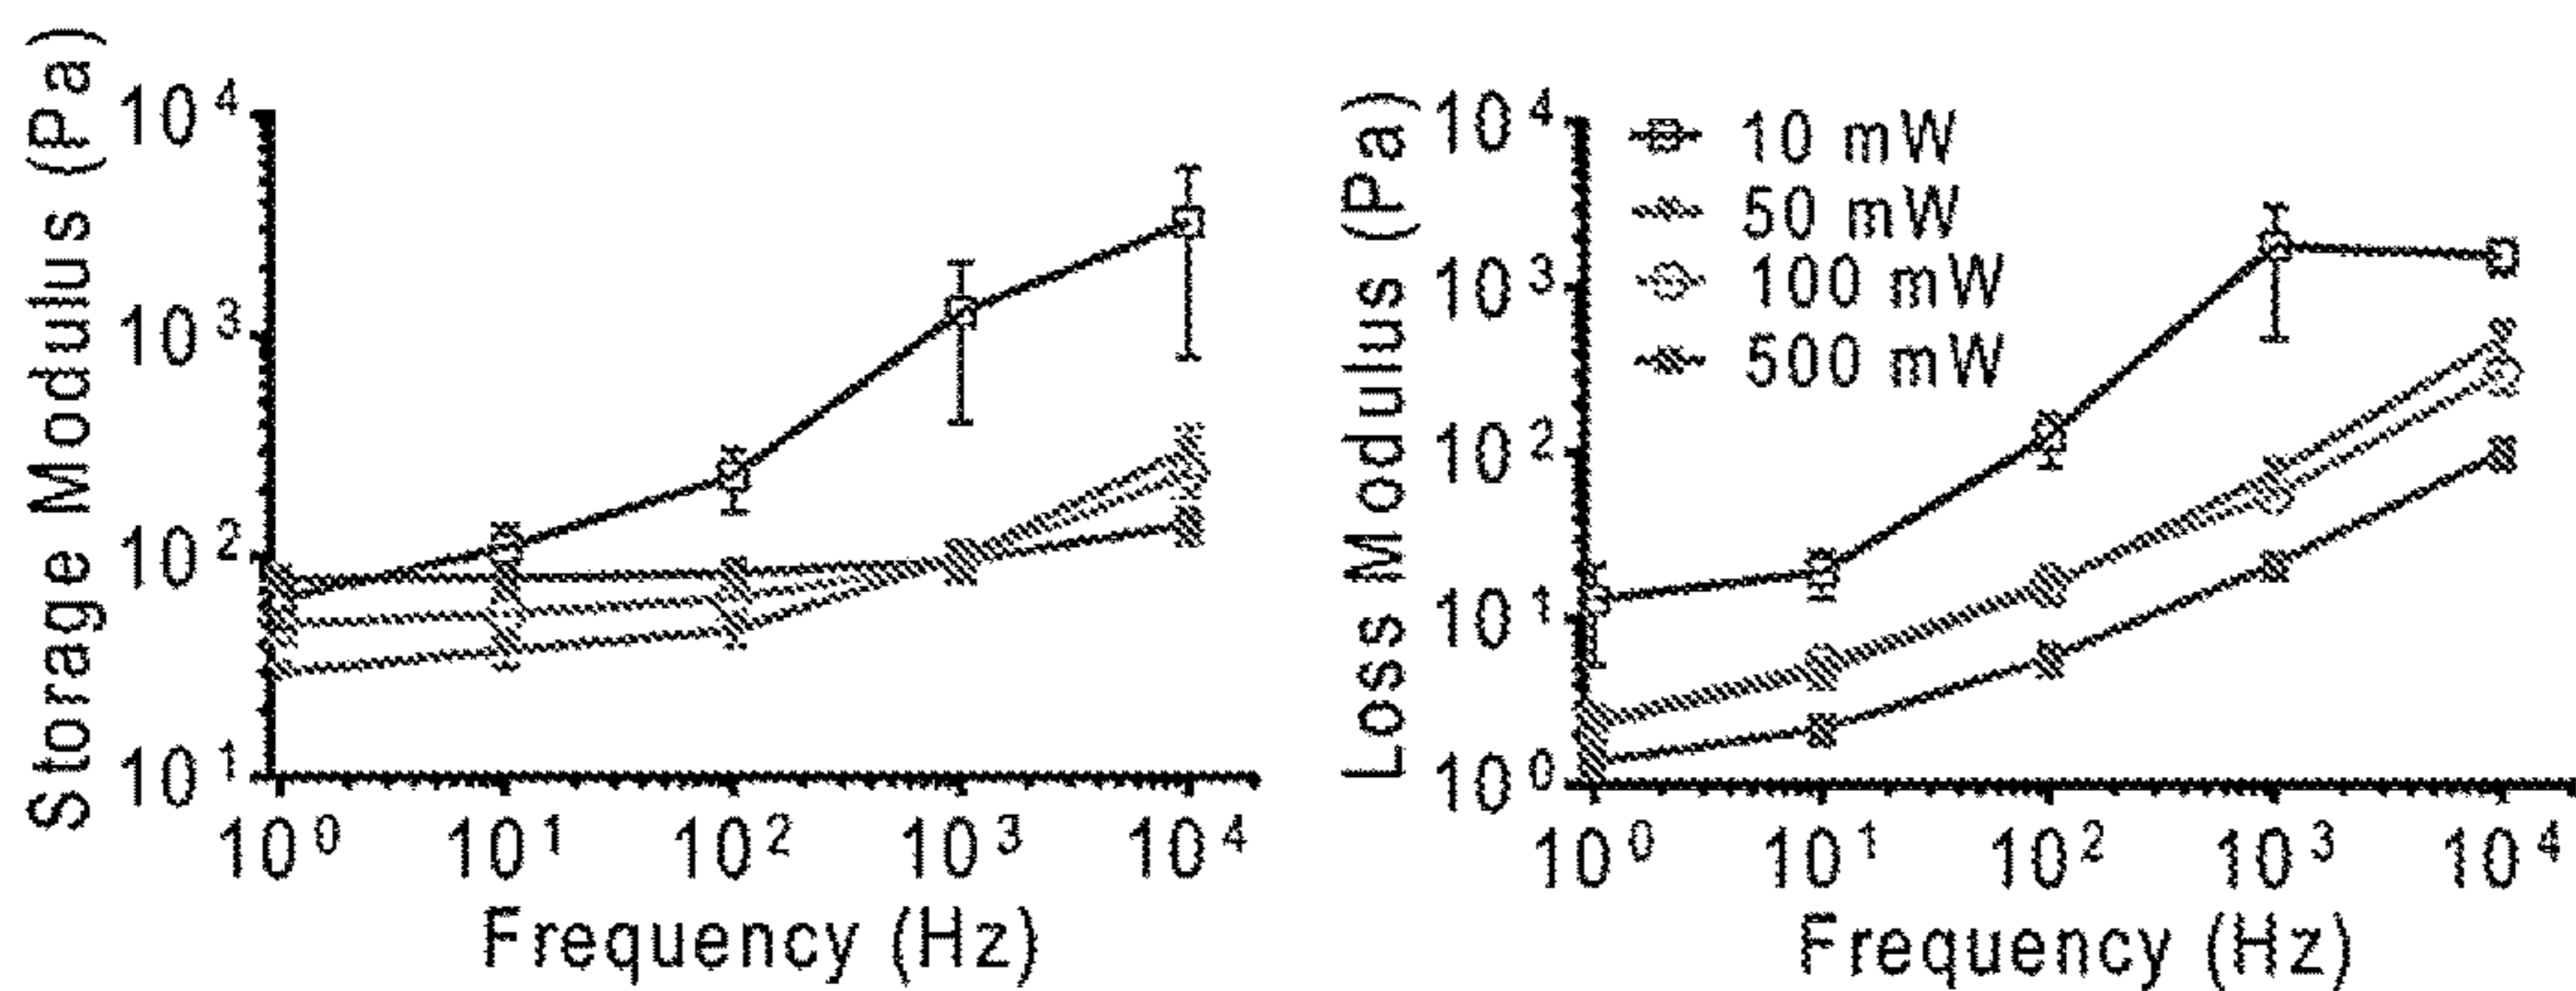 Storage Modulus (Pa)
10⁴
10³
10²
10¹
10⁰ 10¹ 10² 10³ 10⁴
Frequency (Hz)
Loss Modulus (Pa)
10⁴
10³
10²
10¹
10⁰
10 mW
50 mW
100 mW
500 mW
10⁰ 10¹ 10² 10³ 10⁴
Frequency (Hz)